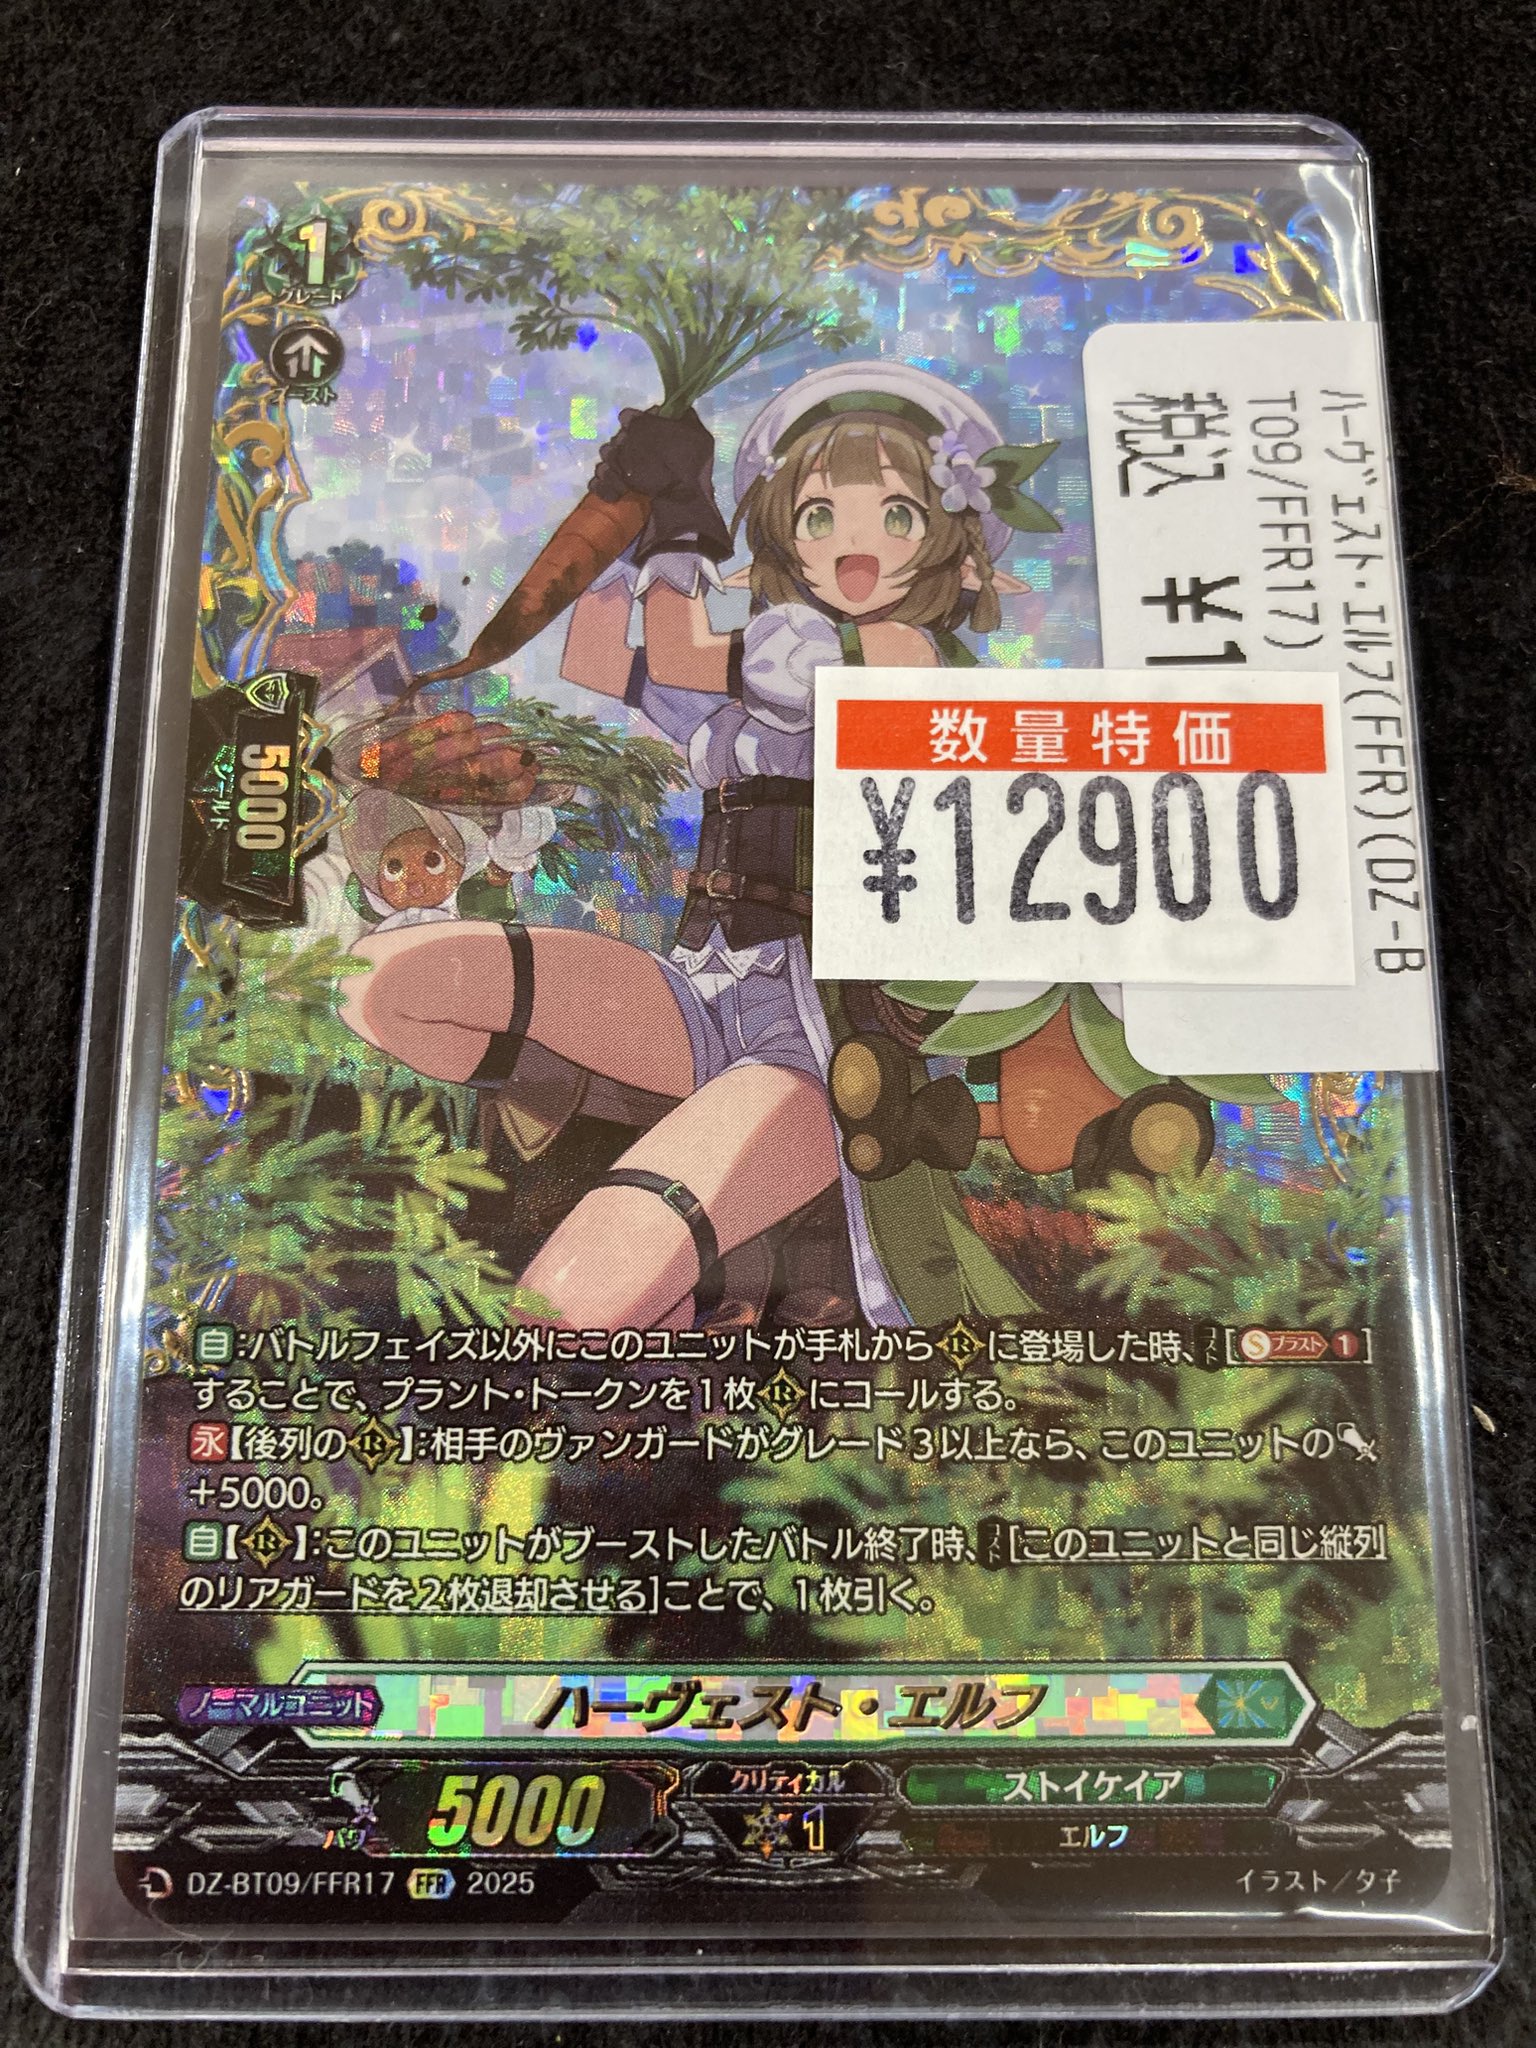 1
グレード
ブースト
5000
シールド
ハーヴェスト・エルフ(FFR)(DZ-B
T09/FFR17)
税込 ¥1
数量特価
¥12900
自:バトルフェイズ以外にこのユニットが手札からRに登場した時、コスト[Sブラスト1]
することで、プラント・トークンを1枚Rにコールする。
永【後列のR】:相手のヴァンガードがグレード3以上なら、このユニットの
+5000。
自【R】:このユニットがブーストしたバトル終了時、コスト[このユニットと同じ縦列
のリアガードを2枚退却させる]ことで、1枚引く。
ノーマルユニット
ハーヴェスト・エルフ
パワー 5000
クリティカル
1
ストイケイア
エルフ
D DZ-BT09/FFR17 FFR 2025
イラスト/夕子